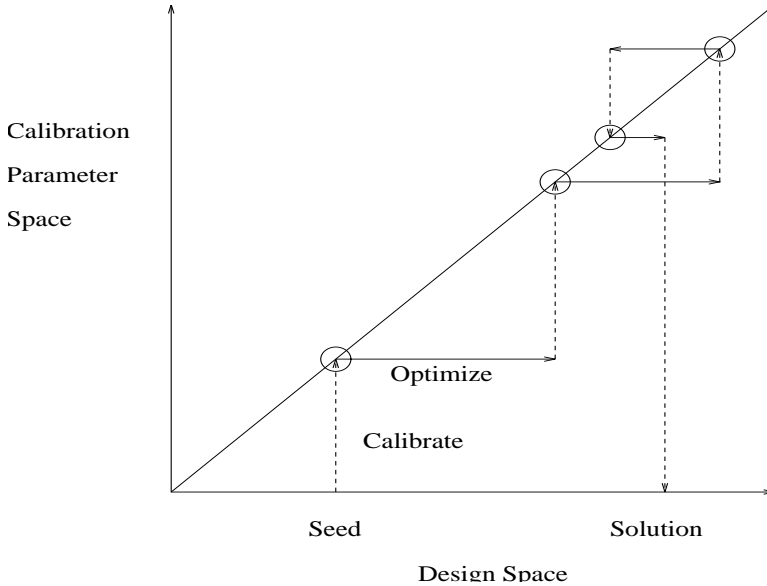 Calibration
Parameter
Space
Optimize
Calibrate
Seed Solution
Design Space